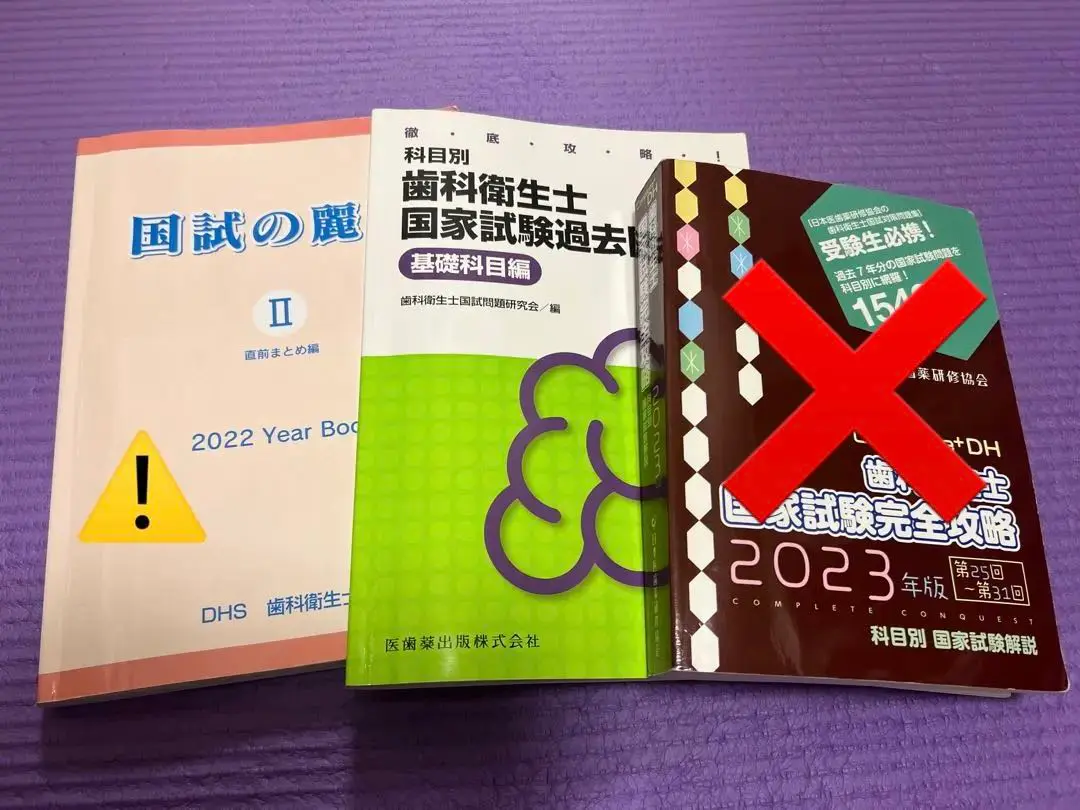 国試の麗
Ⅱ
直前まとめ編
2022 Year Boo
DHS 歯科衛生士
徹・底・攻・略・!
科目別
歯科衛生士
国家試験過去
基礎科目編
歯科衛生士国試問題研究会/編
医歯薬出版株式会社
DH
2023
【日本医歯薬研修協会の
歯科衛生士国試対策問題集】
受験生必携!
過去7年分の国家試験問題を
科目別に網羅!
154
歯薬研修協会
+DH
歯科 士
国家試験完全攻略
2023年版
第25回
~第31回
COMPLETE CONQUEST
科目別 国家試験解説